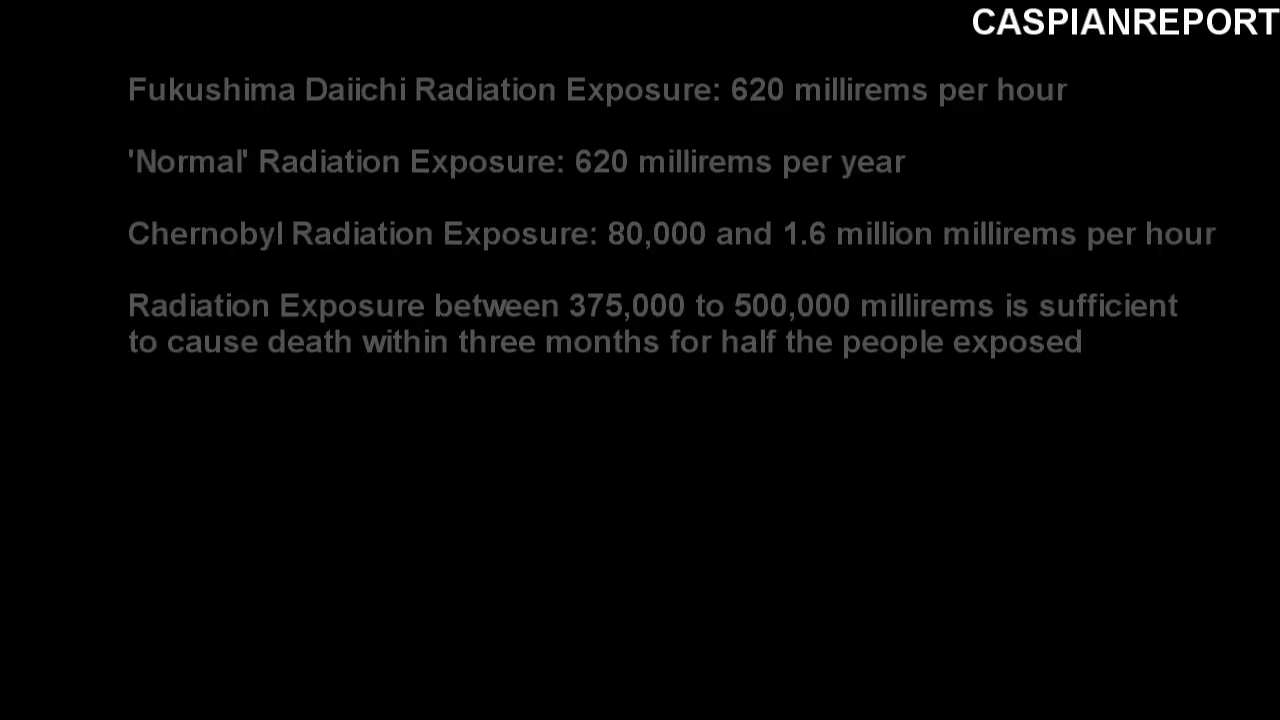 CASPIANREPORT
Fukushima Daiichi Radiation Exposure: 620 millirems per hour
'Normal' Radiation Exposure: 620 millirems per year
Chernobyl Radiation Exposure: 80,000 and 1.6 million millirems per hour
Radiation Exposure between 375,000 to 500,000 millirems is sufficient
to cause death within three months for half the people exposed